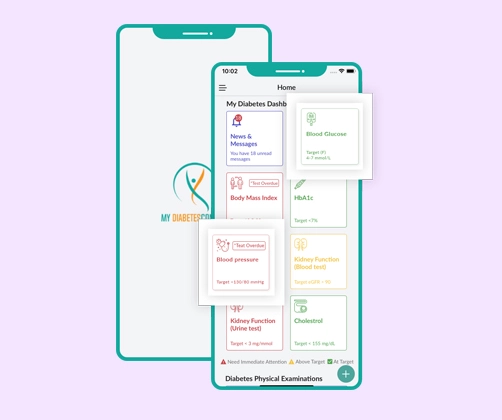 10:02
Home
My Diabetes Dashb
18
News &
Messages
You have 18 unread
messages
Blood Glucose
Target (F)
4-7 mmol/L
*Test Overdue
Body Mass Index
HbA1c
Target <7%
MY DIABETES
*Test Overdue
Blood pressure
Target <130/80 mmHg
Kidney Function
(Blood test)
Target eGFR > 90
Kidney Function
(Urine test)
Target < 3 mg/mmol
Cholestrol
Target < 155 mg/dL
Need Immediate Attention Above Target At Target
Diabetes Physical Examinations